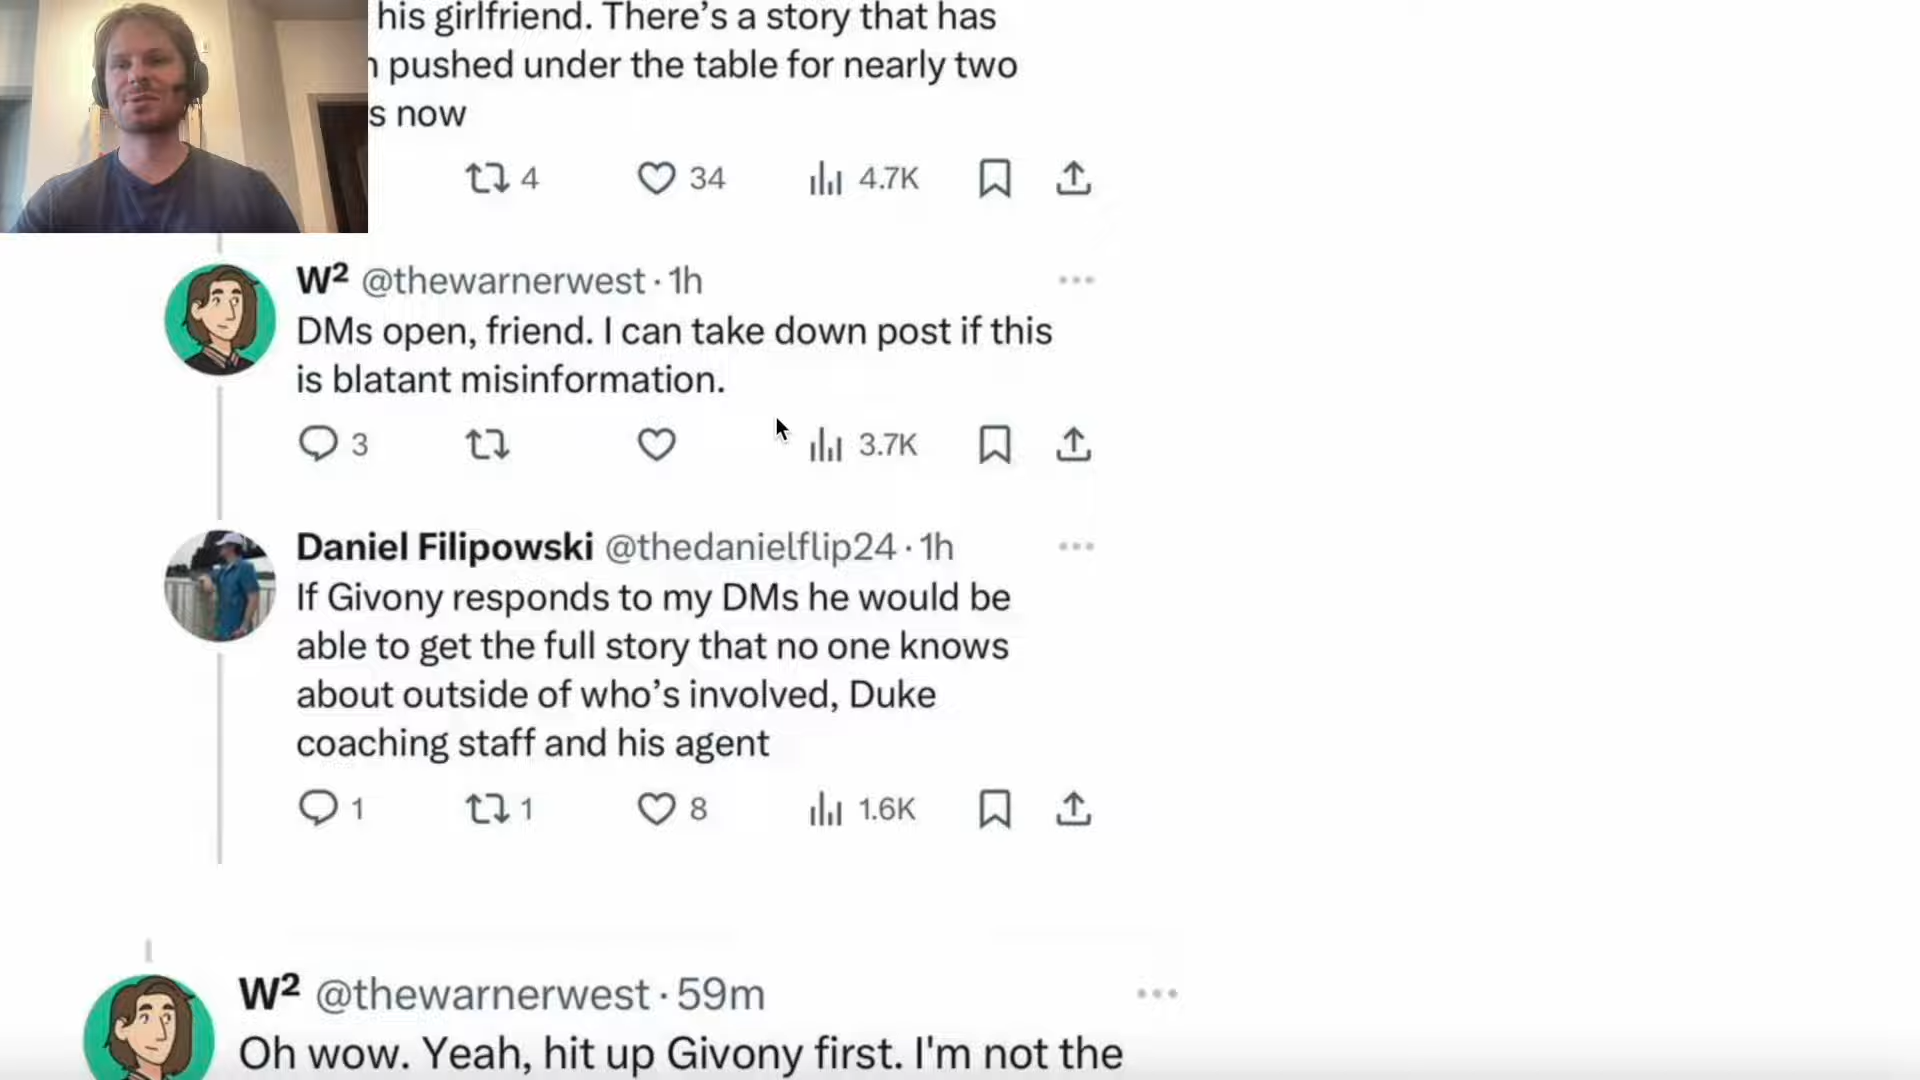 his girlfriend. There's a story that has
pushed under the table for nearly two
s now
4 34 4.7K
W² @thewarnerwest · 1h
DMs open, friend. I can take down post if this
is blatant misinformation.
3 3.7K
Daniel Filipowski @thedanielflip24 · 1h
If Givony responds to my DMs he would be
able to get the full story that no one knows
about outside of who's involved, Duke
coaching staff and his agent
1 1 8 1.6K
W² @thewarnerwest · 59m
Oh wow. Yeah, hit up Givony first. I'm not the